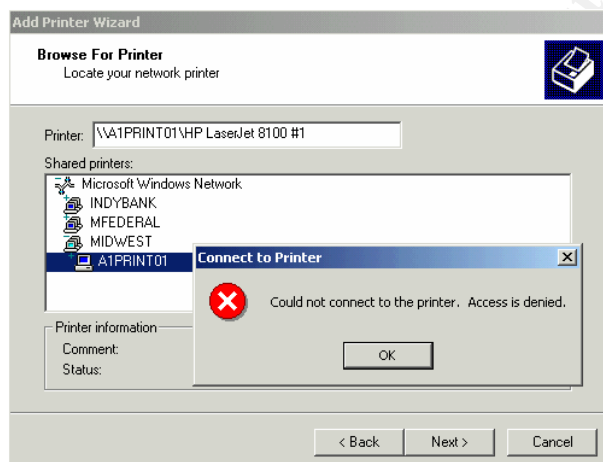 Add Printer Wizard
Browse For Printer
Locate your network printer
Printer: \\A1PRINT01\HP LaserJet 8100 #1
Shared printers:
Microsoft Windows Network
INDYBANK
MFEDERAL
MIDWEST
A1PRINT01
Connect to Printer
Could not connect to the printer. Access is denied.
OK
Printer information
Comment:
Status:
< Back
Next >
Cancel